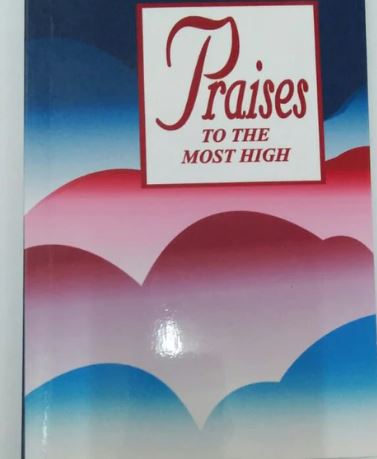 Praises
TO THE
MOST HIGH